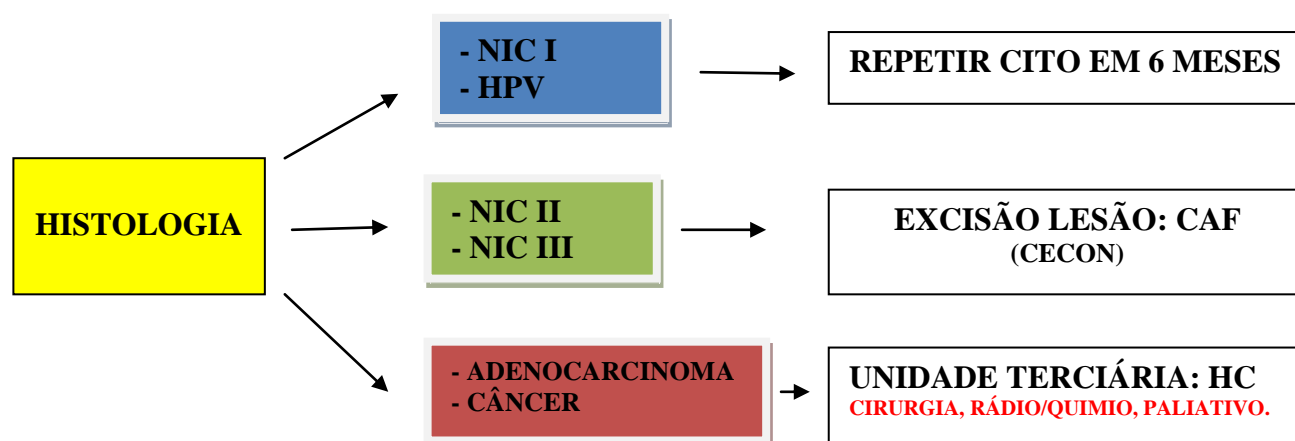 HISTOLOGIA
- NIC I
- HPV
REPETIR CITO EM 6 MESES
- NIC II
- NIC III
EXCISÃO LESÃO: CAF
(CECON)
- ADENOCARCINOMA
- CÂNCER
UNIDADE TERCIÁRIA: HC
CIRURGIA, RÁDIO/QUIMIO, PALIATIVO.